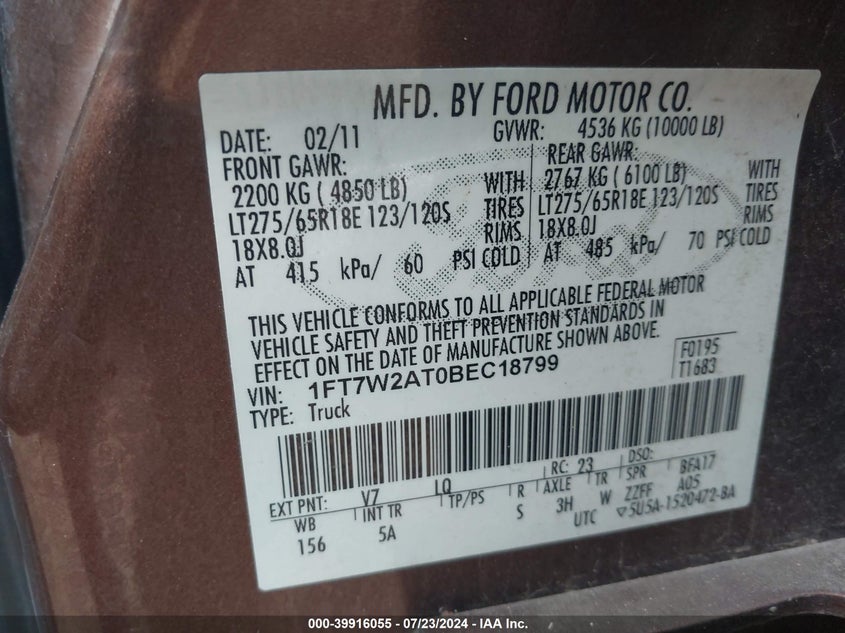 MFD. BY FORD MOTOR CO.
DATE: 02/11 GVWR: 4536 KG (10000 LB)
FRONT GAWR: REAR GAWR:
2200 KG ( 4850 LB) WITH 2767 KG ( 6100 LB) WITH
LT275/65R18E 123/120S TIRES LT275/65R18E 123/120S TIRES
18X8.0J RIMS 18X8.0J RIMS
AT 415 kPa/ 60 PSI COLD AT 485 kPa/ 70 PSI COLD
THIS VEHICLE CONFORMS TO ALL APPLICABLE FEDERAL MOTOR
VEHICLE SAFETY AND THEFT PREVENTION STANDARDS IN
EFFECT ON THE DATE OF MANUFACTURE SHOWN ABOVE.
VIN: 1FT7W2AT0BEC18799 F0195
TYPE: Truck T1683
EXT PNT: V7 LQ RC: 23 DSO:
WB INT TR TP/PS R AXLE TR SPR BFA17
156 5A S 3H W ZZFF A05
UTC ▽5U5A-1520472-BA
000-39916055 / 07/23/2024 - IAA Inc.